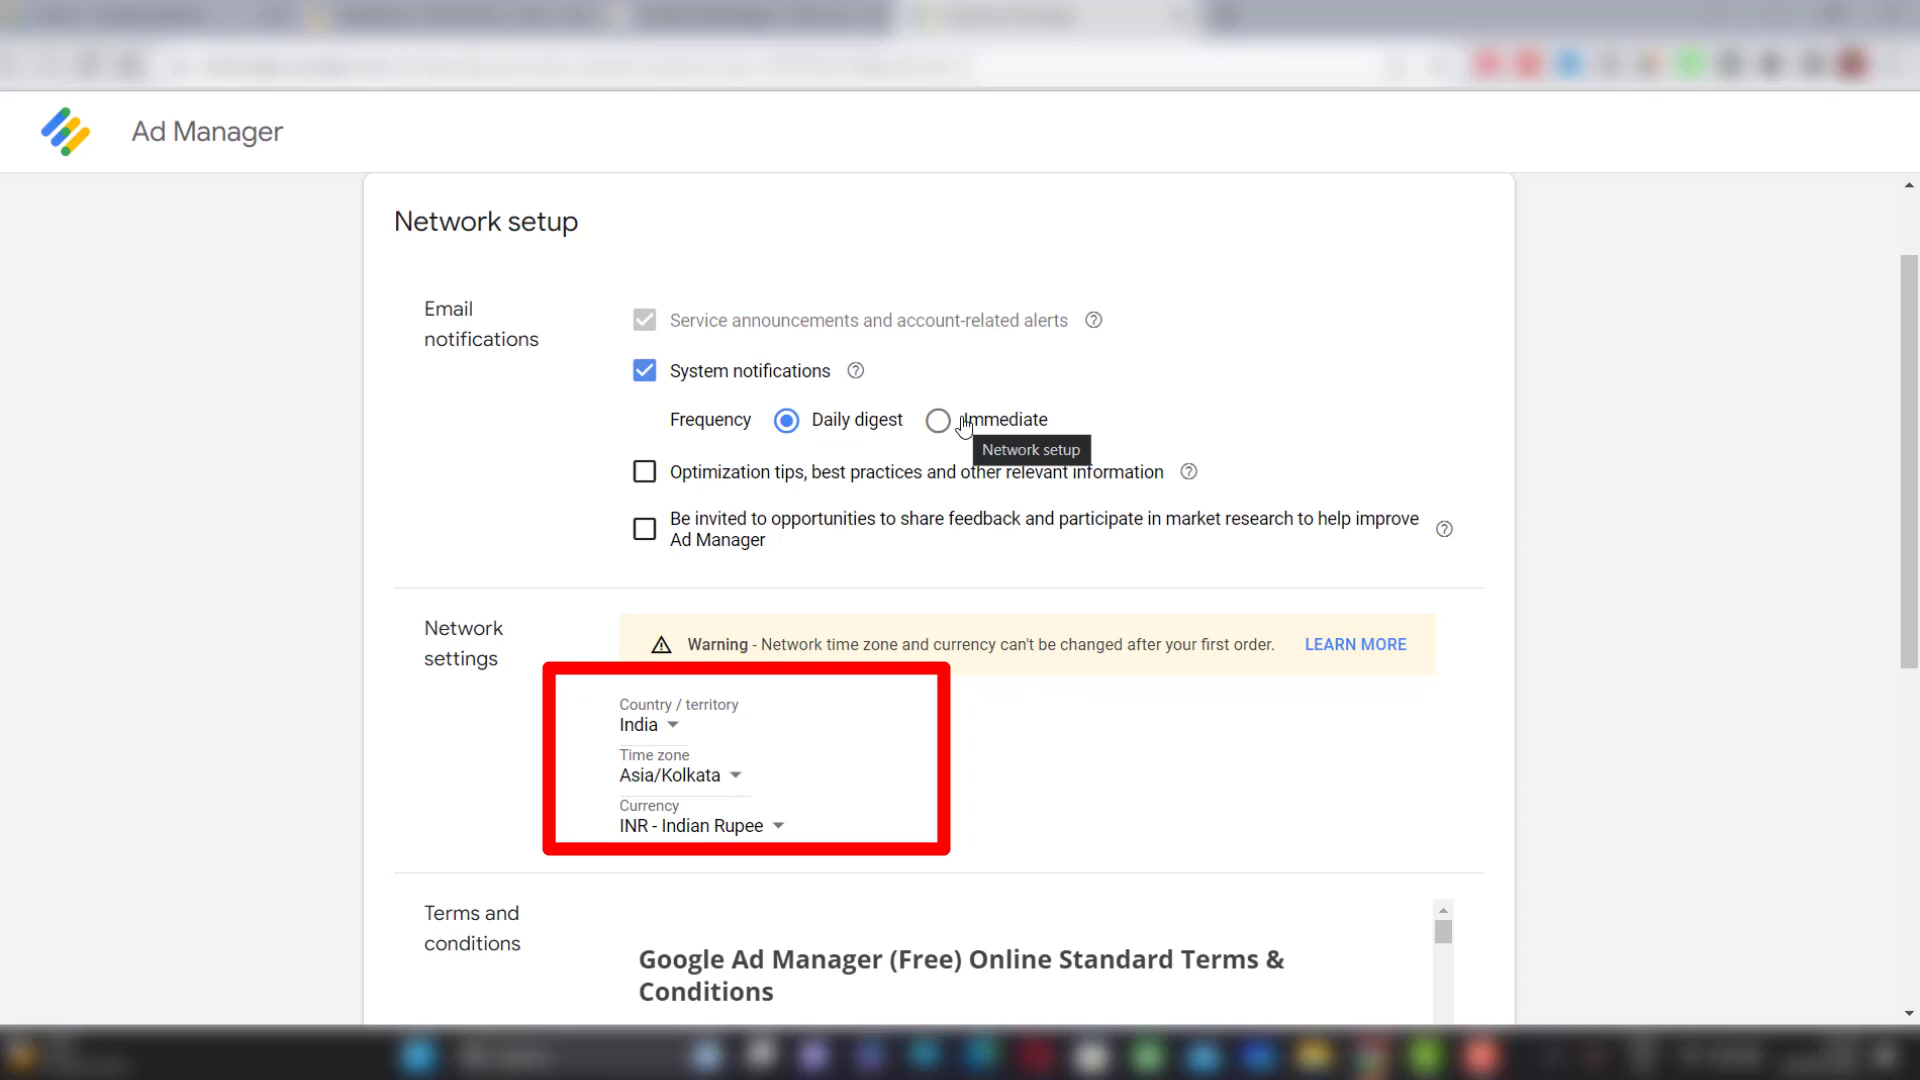 Ad Manager
Network setup
Email
notifications
Service announcements and account-related alerts
System notifications
Frequency
Daily digest
Immediate
Network setup
Optimization tips, best practices and other relevant information
Be invited to opportunities to share feedback and participate in market research to help improve
Ad Manager
Network
settings
Warning - Network time zone and currency can't be changed after your first order. LEARN MORE
Country / territory
India
Time zone
Asia/Kolkata
Currency
INR - Indian Rupee
Terms and
conditions
Google Ad Manager (Free) Online Standard Terms &
Conditions